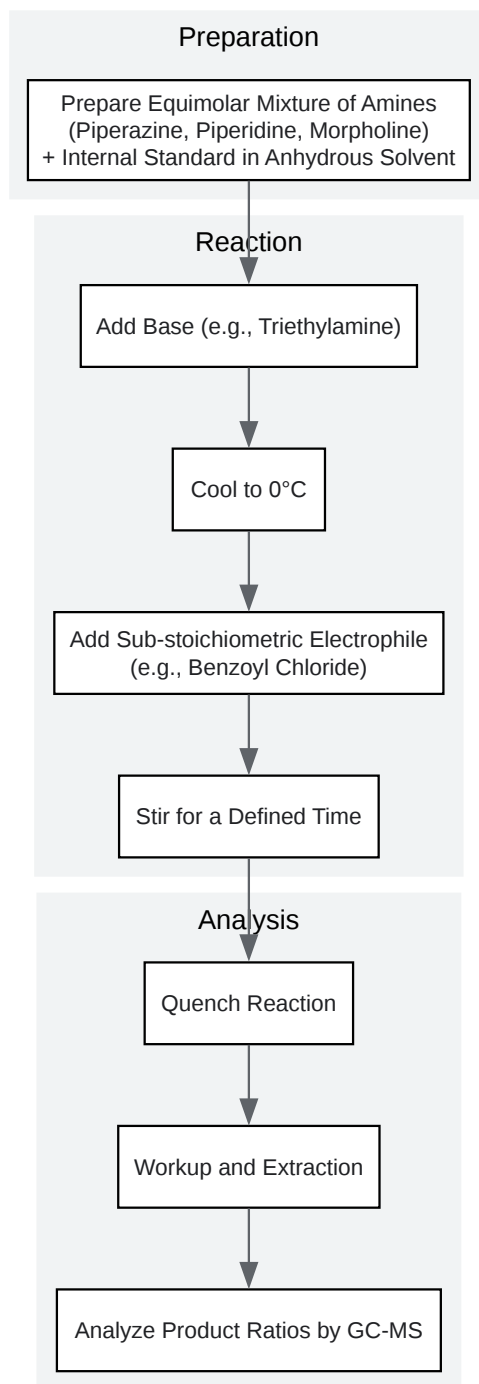 Preparation
Prepare Equimolar Mixture of Amines
(Piperazine, Piperidine, Morpholine)
+ Internal Standard in Anhydrous Solvent
Reaction
Add Base (e.g., Triethylamine)
Cool to 0°C
Add Sub-stoichiometric Electrophile
(e.g., Benzoyl Chloride)
Stir for a Defined Time
Analysis
Quench Reaction
Workup and Extraction
Analyze Product Ratios by GC-MS